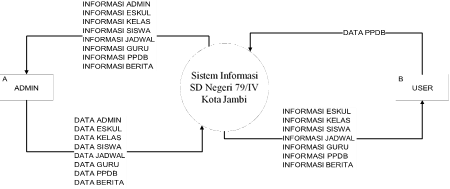 INFORMASI ADMIN
INFORMASI ESKUL
INFORMASI KELAS
INFORMASI SISWA
INFORMASI JADWAL
INFORMASI GURU
INFORMASI PPDB
INFORMASI BERITA
DATA PPDB
A
ADMIN
Sistem Informasi
SD Negeri 79/IV
Kota Jambi
B
USER
DATA ADMIN
DATA ESKUL
DATA KELAS
DATA SISWA
DATA JADWAL
DATA GURU
DATA PPDB
DATA BERITA
INFORMASI ESKUL
INFORMASI KELAS
INFORMASI SISWA
INFORMASI JADWAL
INFORMASI GURU
INFORMASI PPDB
INFORMASI BERITA